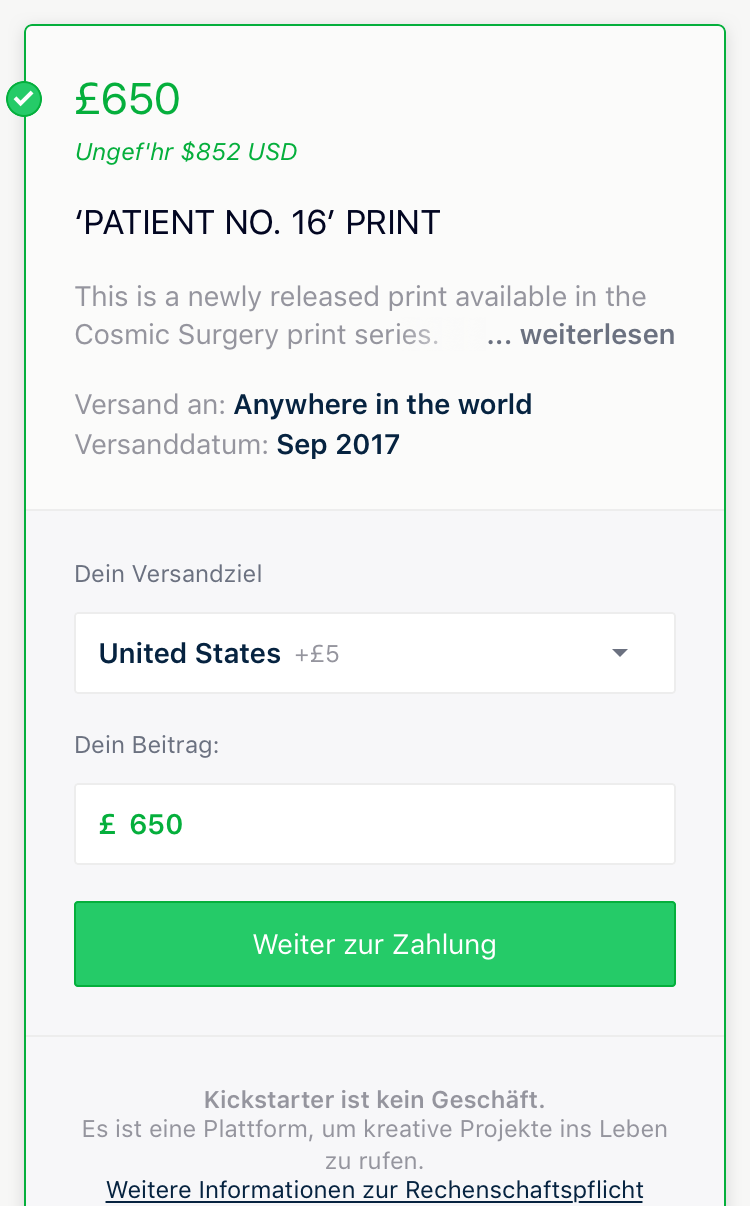 £650
Ungef'hr $852 USD
‘PATIENT NO. 16’ PRINT
This is a newly released print available in the
Cosmic Surgery print series. ... weiterlesen
Versand an: Anywhere in the world
Versanddatum: Sep 2017
Dein Versandziel
United States +£5
Dein Beitrag:
£ 650
Weiter zur Zahlung
Kickstarter ist kein Geschäft.
Es ist eine Plattform, um kreative Projekte ins Leben
zu rufen.
Weitere Informationen zur Rechenschaftspflicht